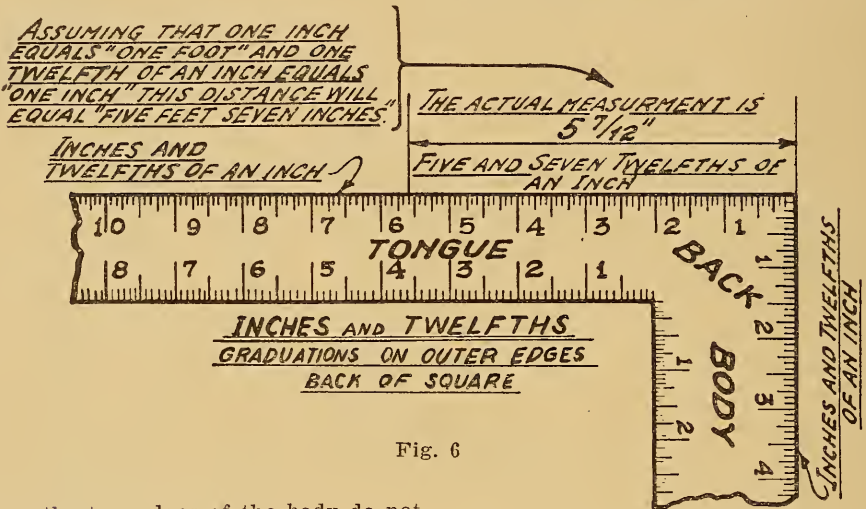 ASSUMING THAT ONE INCH
EQUALS "ONE FOOT" AND ONE
TWELFTH OF AN INCH EQUALS
"ONE INCH" THIS DISTANCE WILL
EQUAL "FIVE FEET SEVEN INCHES."
THE ACTUAL MEASURMENT IS
5 7/12"
INCHES AND
TWELFTHS OF AN INCH
FIVE AND SEVEN TWELFTHS OF
AN INCH
10 9 8 7 6 5 4 3 2 1
TONGUE
8 7 6 5 4 3 2 1
BACK
BODY
1 2 3 4
1 2
INCHES AND TWELFTHS
OF AN INCH
INCHES AND TWELFTHS
GRADUATIONS ON OUTER EDGES
BACK OF SQUARE
Fig. 6
of the body do not